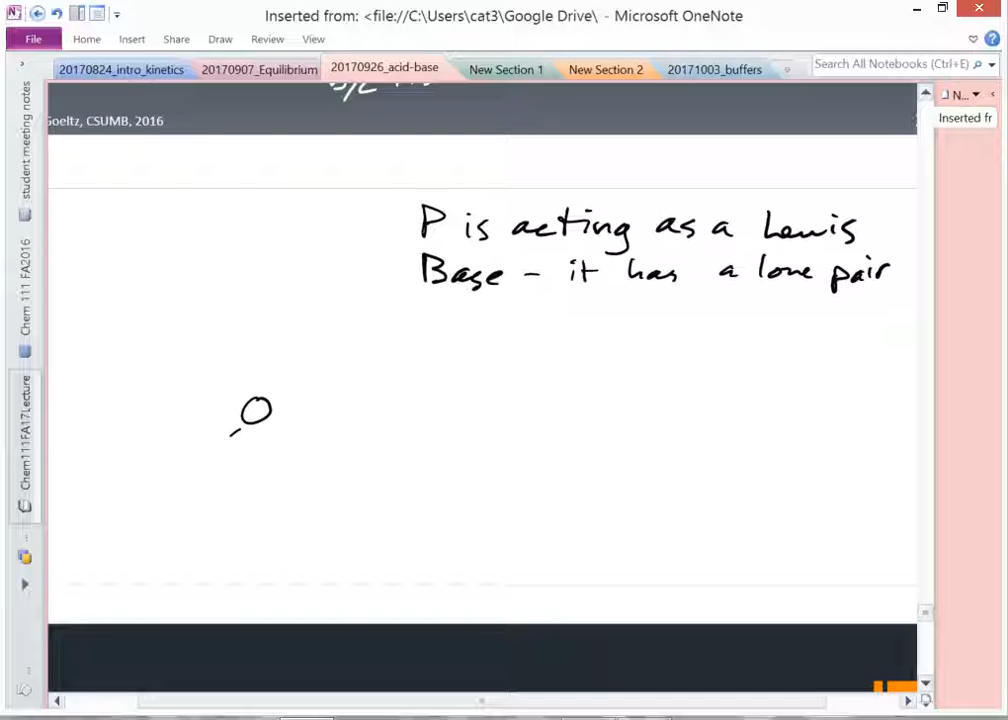 Inserted from: <file://C:\Users\cat3\Google Drive\ - Microsoft OneNote
File Home Insert Share Draw Review View
20170824_intro_kinetics 20170907_Equilibrium 20170926_acid-base New Section 1 New Section 2 20171003_buffers Search All Notebooks (Ctrl+E)
N...
Inserted fr
Goeltz, CSUMB, 2016
student meeting notes
Chem 111 FA2016
Chem111FA17Lecture
P is acting as a Lewis
Base - it has a lone pair
O